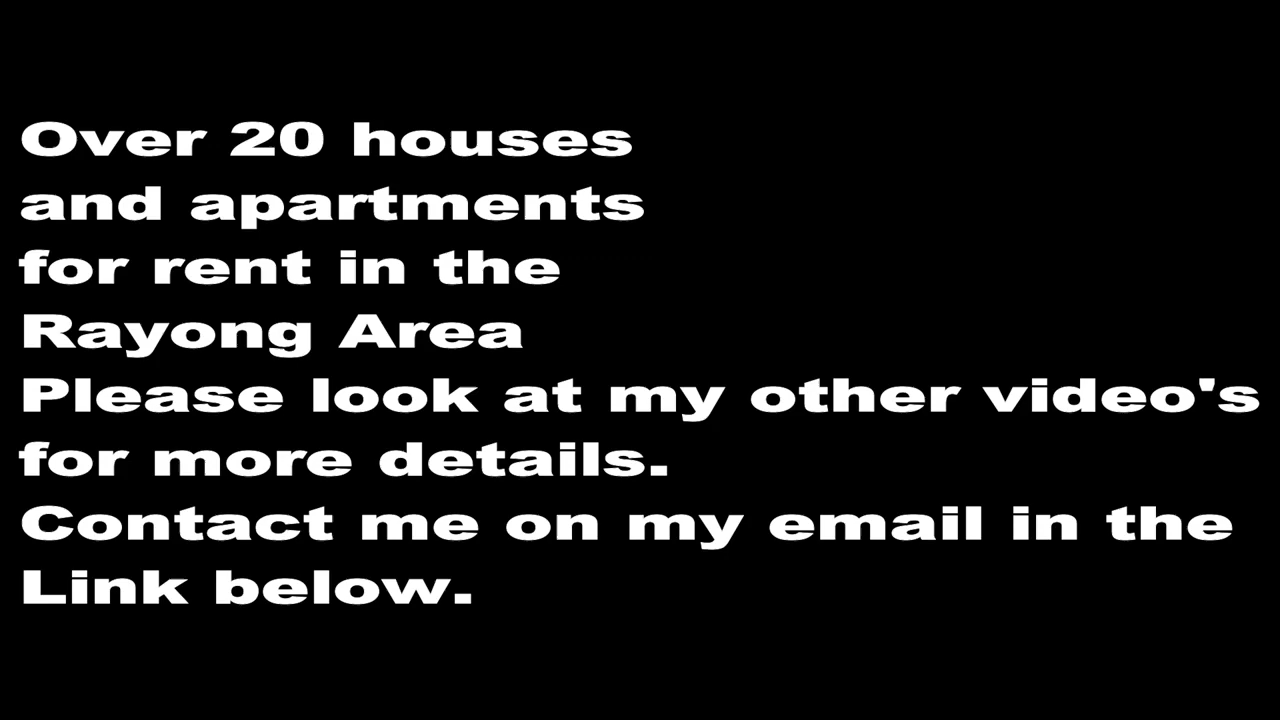 Over 20 houses
and apartments
for rent in the
Rayong Area
Please look at my other video's
for more details.
Contact me on my email in the
Link below.